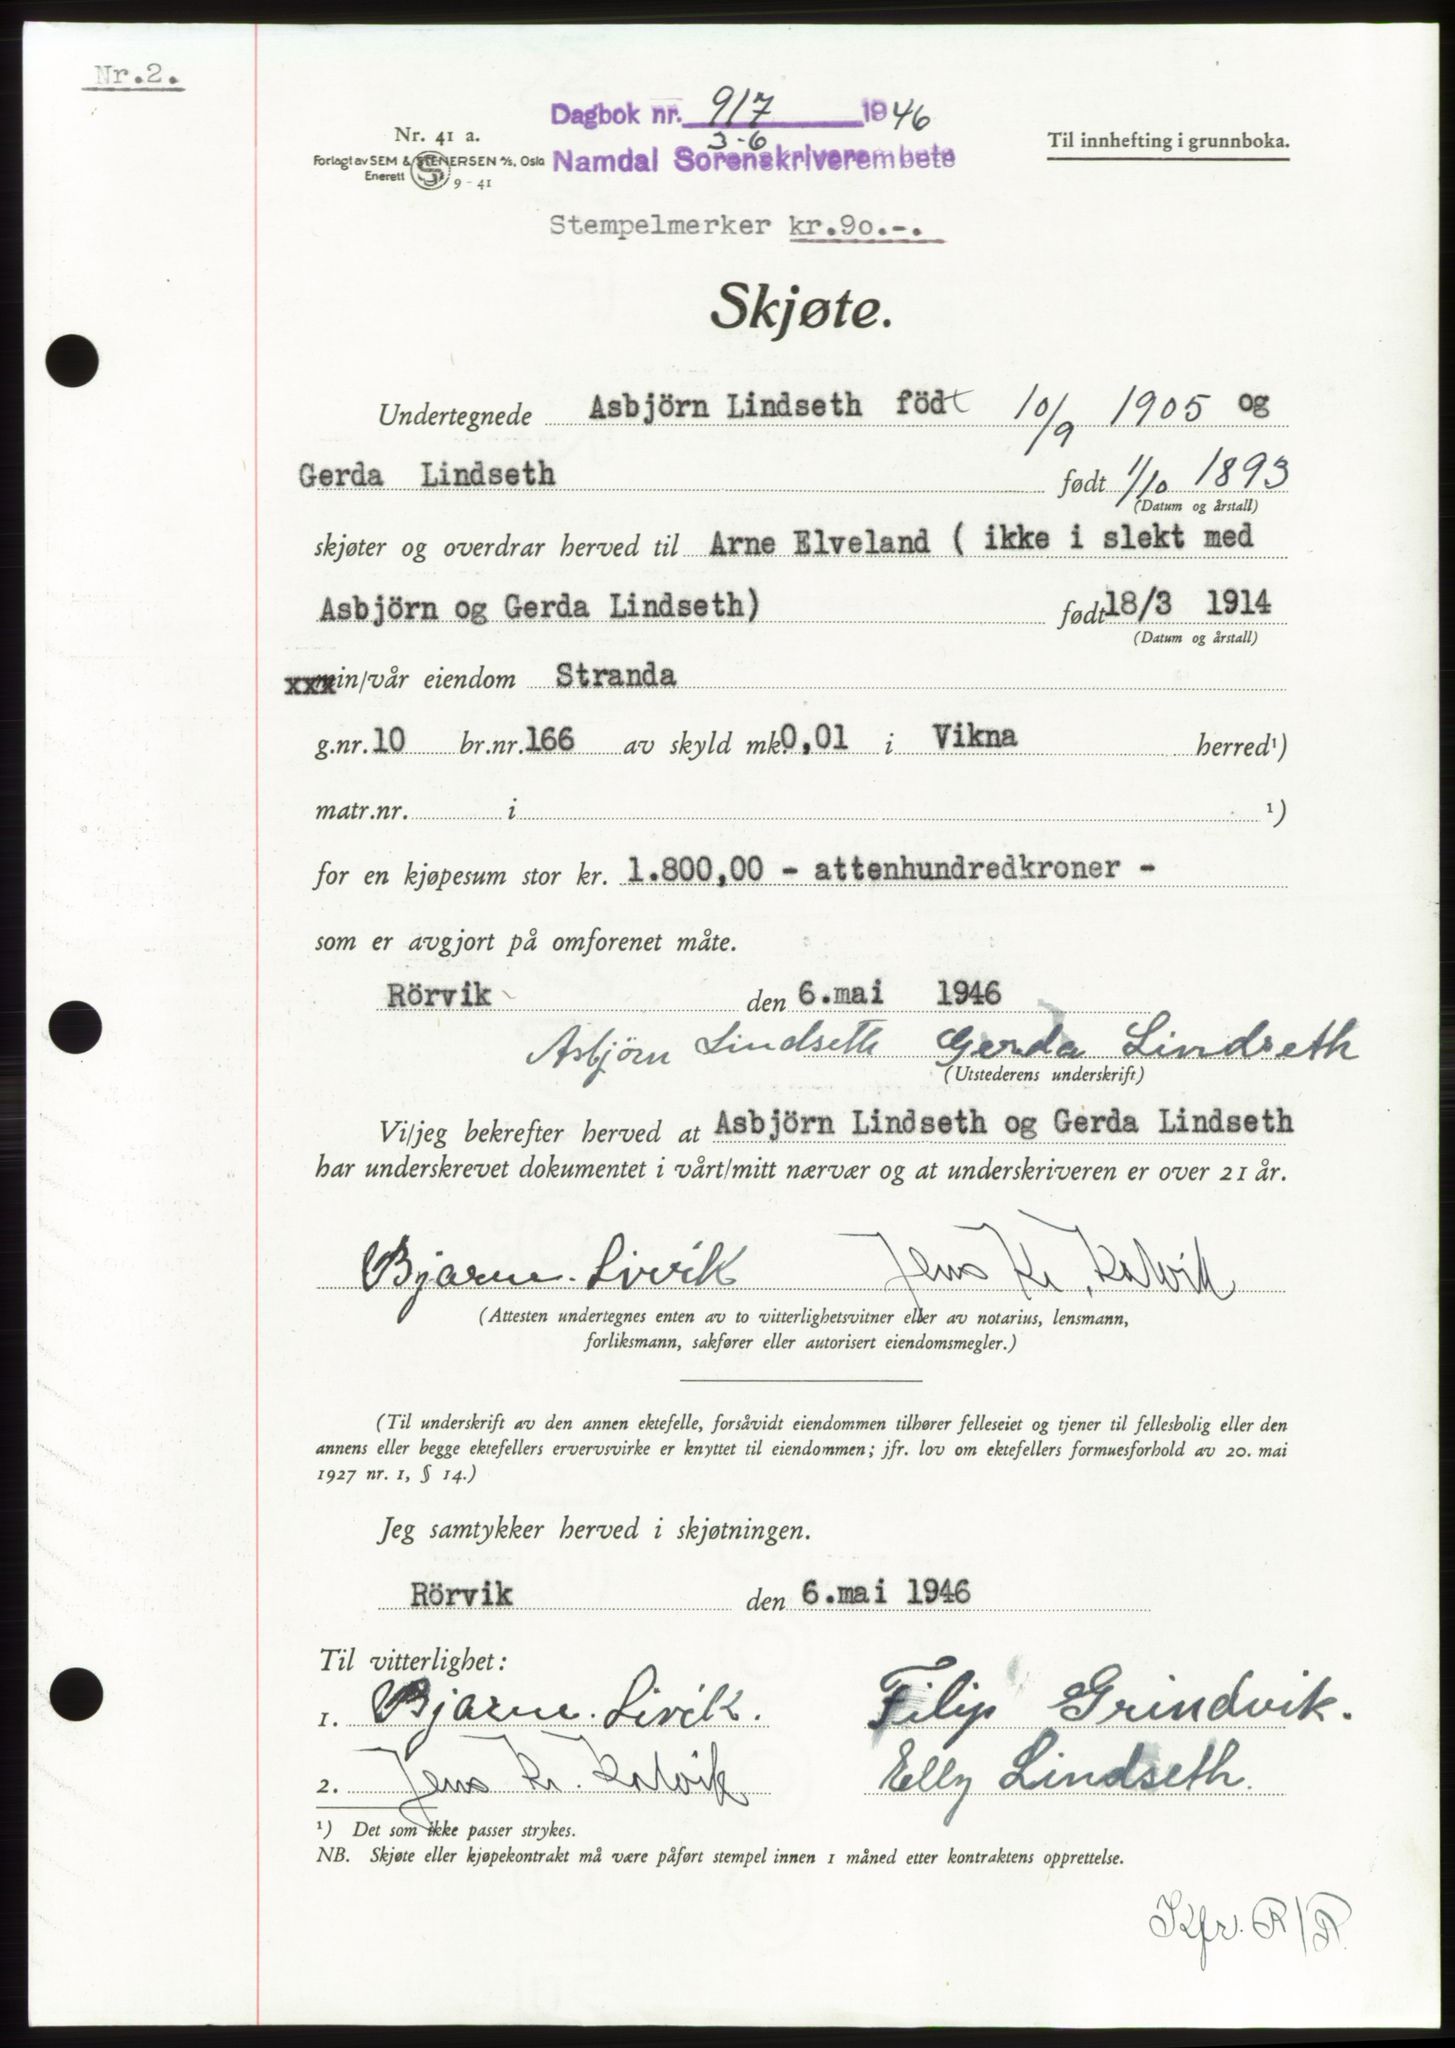 Nr.2.
Dagbok nr. 917 1946
3-6
Namdal Sorenskriverembete
Nr. 41 a.
Forlagt av SEM & STENERSEN A/S, Oslo
Enerett 9-41
Til innhefting i grunnboka.
Stempelmerker kr.90.-.
Skjøte.
Undertegnede Asbjörn Lindseth född 10/9 1905 og
Gerda Lindseth født 1/10 1893
(Datum og årstall)
skjøter og overdrar herved til Arne Elveland ( ikke i slekt med
Asbjörn og Gerda Lindseth) født 18/3 1914
(Datum og årstall)
xxxin/vår eiendom Stranda
g.nr. 10 br.nr. 166 av skyld mk. 0,01 i Vikna herred¹)
matr.nr. i ¹)
for en kjøpesum stor kr. 1.800,00 - attenhundredkroner -
som er avgjort på omforenet måte.
Rörvik den 6.mai 1946
Asbjörn Lindseth Gerda Lindseth
(Utstederens underskrift)
Vi/jeg bekrefter herved at Asbjörn Lindseth og Gerda Lindseth
har underskrevet dokumentet i vårt/mitt nærvær og at underskriveren er over 21 år.
Bjarne Livik Jens Kr. Kalvik
(Attesten undertegnes enten av to vitterlighetsvitner eller av notarius, lensmann,
forliksmann, sakfører eller autorisert eiendomsmegler.)
(Til underskrift av den annen ektefelle, forsåvidt eiendommen tilhører felleseiet og tjener til fellesbolig eller den
annens eller begge ektefellers ervervsvirke er knyttet til eiendommen; jfr. lov om ektefellers formuesforhold av 20. mai
1927 nr. 1, § 14.)
Jeg samtykker herved i skjøtningen.
Rörvik den 6.mai 1946
Til vitterlighet:
1. Bjarne Livik. Filip Grindvik.
2. Jens Kr. Kalvik Elly Lindseth.
¹) Det som ikke passer strykes.
NB. Skjøte eller kjøpekontrakt må være påført stempel innen 1 måned etter kontraktens opprettelse.
Kfr. R/R.